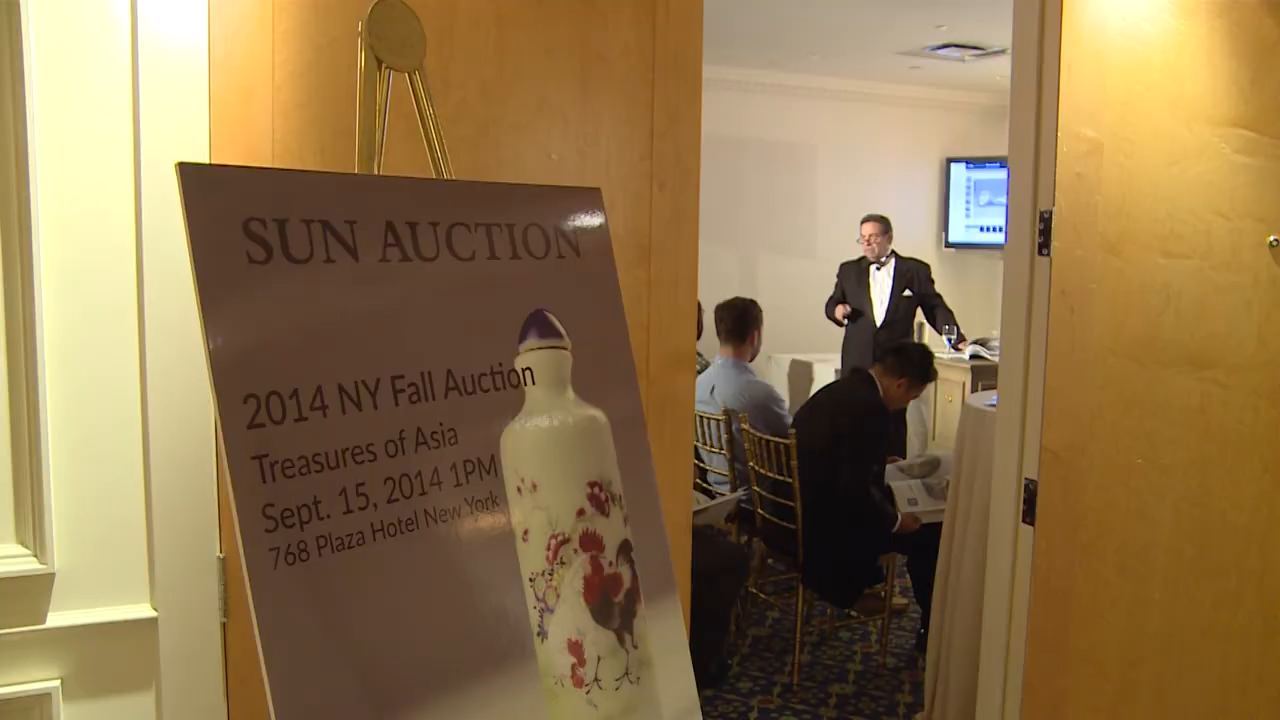 SUN AUCTION
2014 NY Fall Auction
Treasures of Asia
Sept. 15, 2014 1PM
768 Plaza Hotel New York